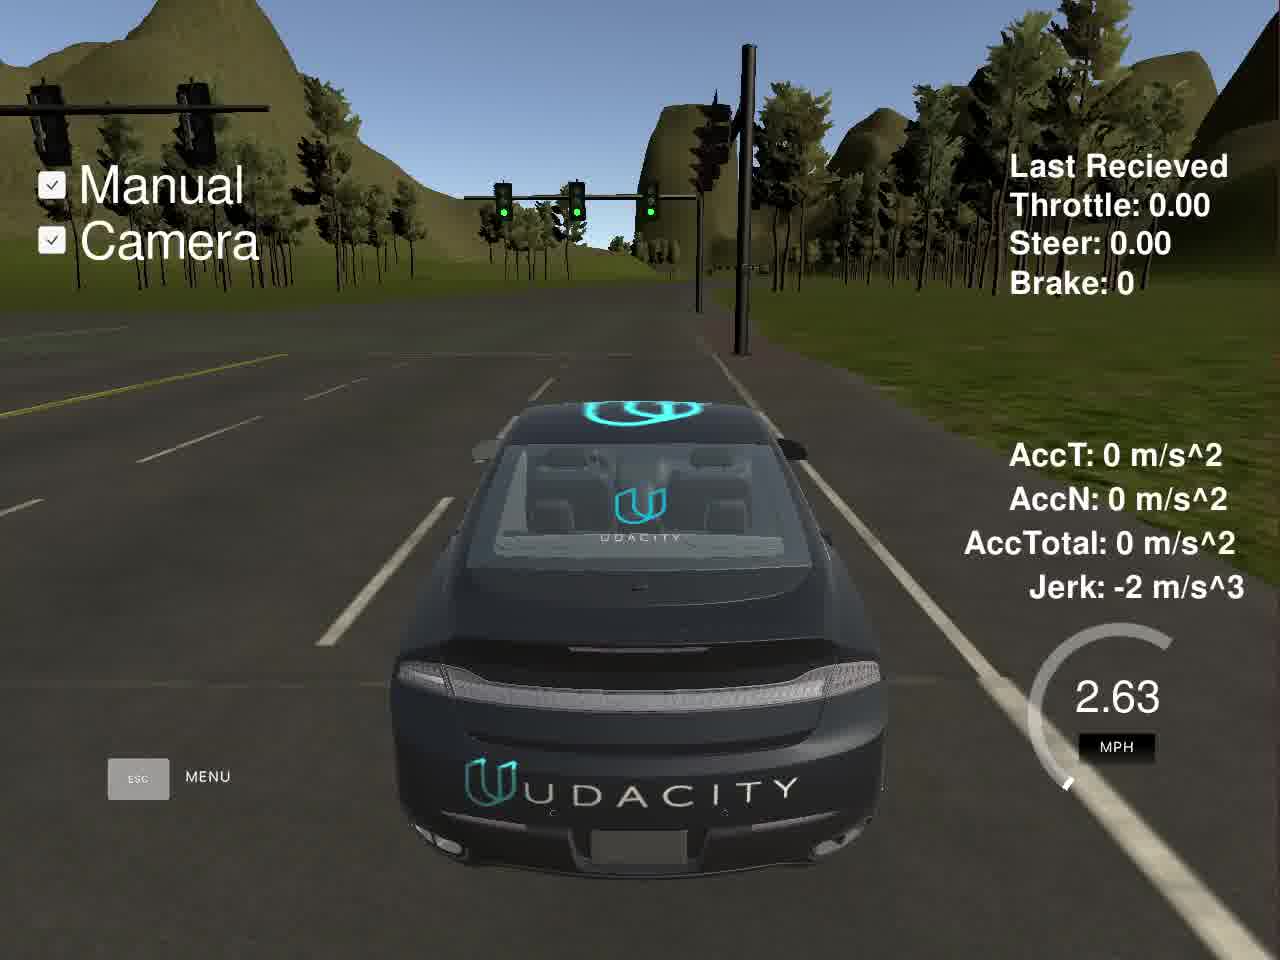 Manual
Camera
Last Recieved
Throttle: 0.00
Steer: 0.00
Brake: 0
AccT: 0 m/s^2
AccN: 0 m/s^2
AccTotal: 0 m/s^2
Jerk: -2 m/s^3
2.63
MPH
ESC MENU
UDACITY
UDACITY